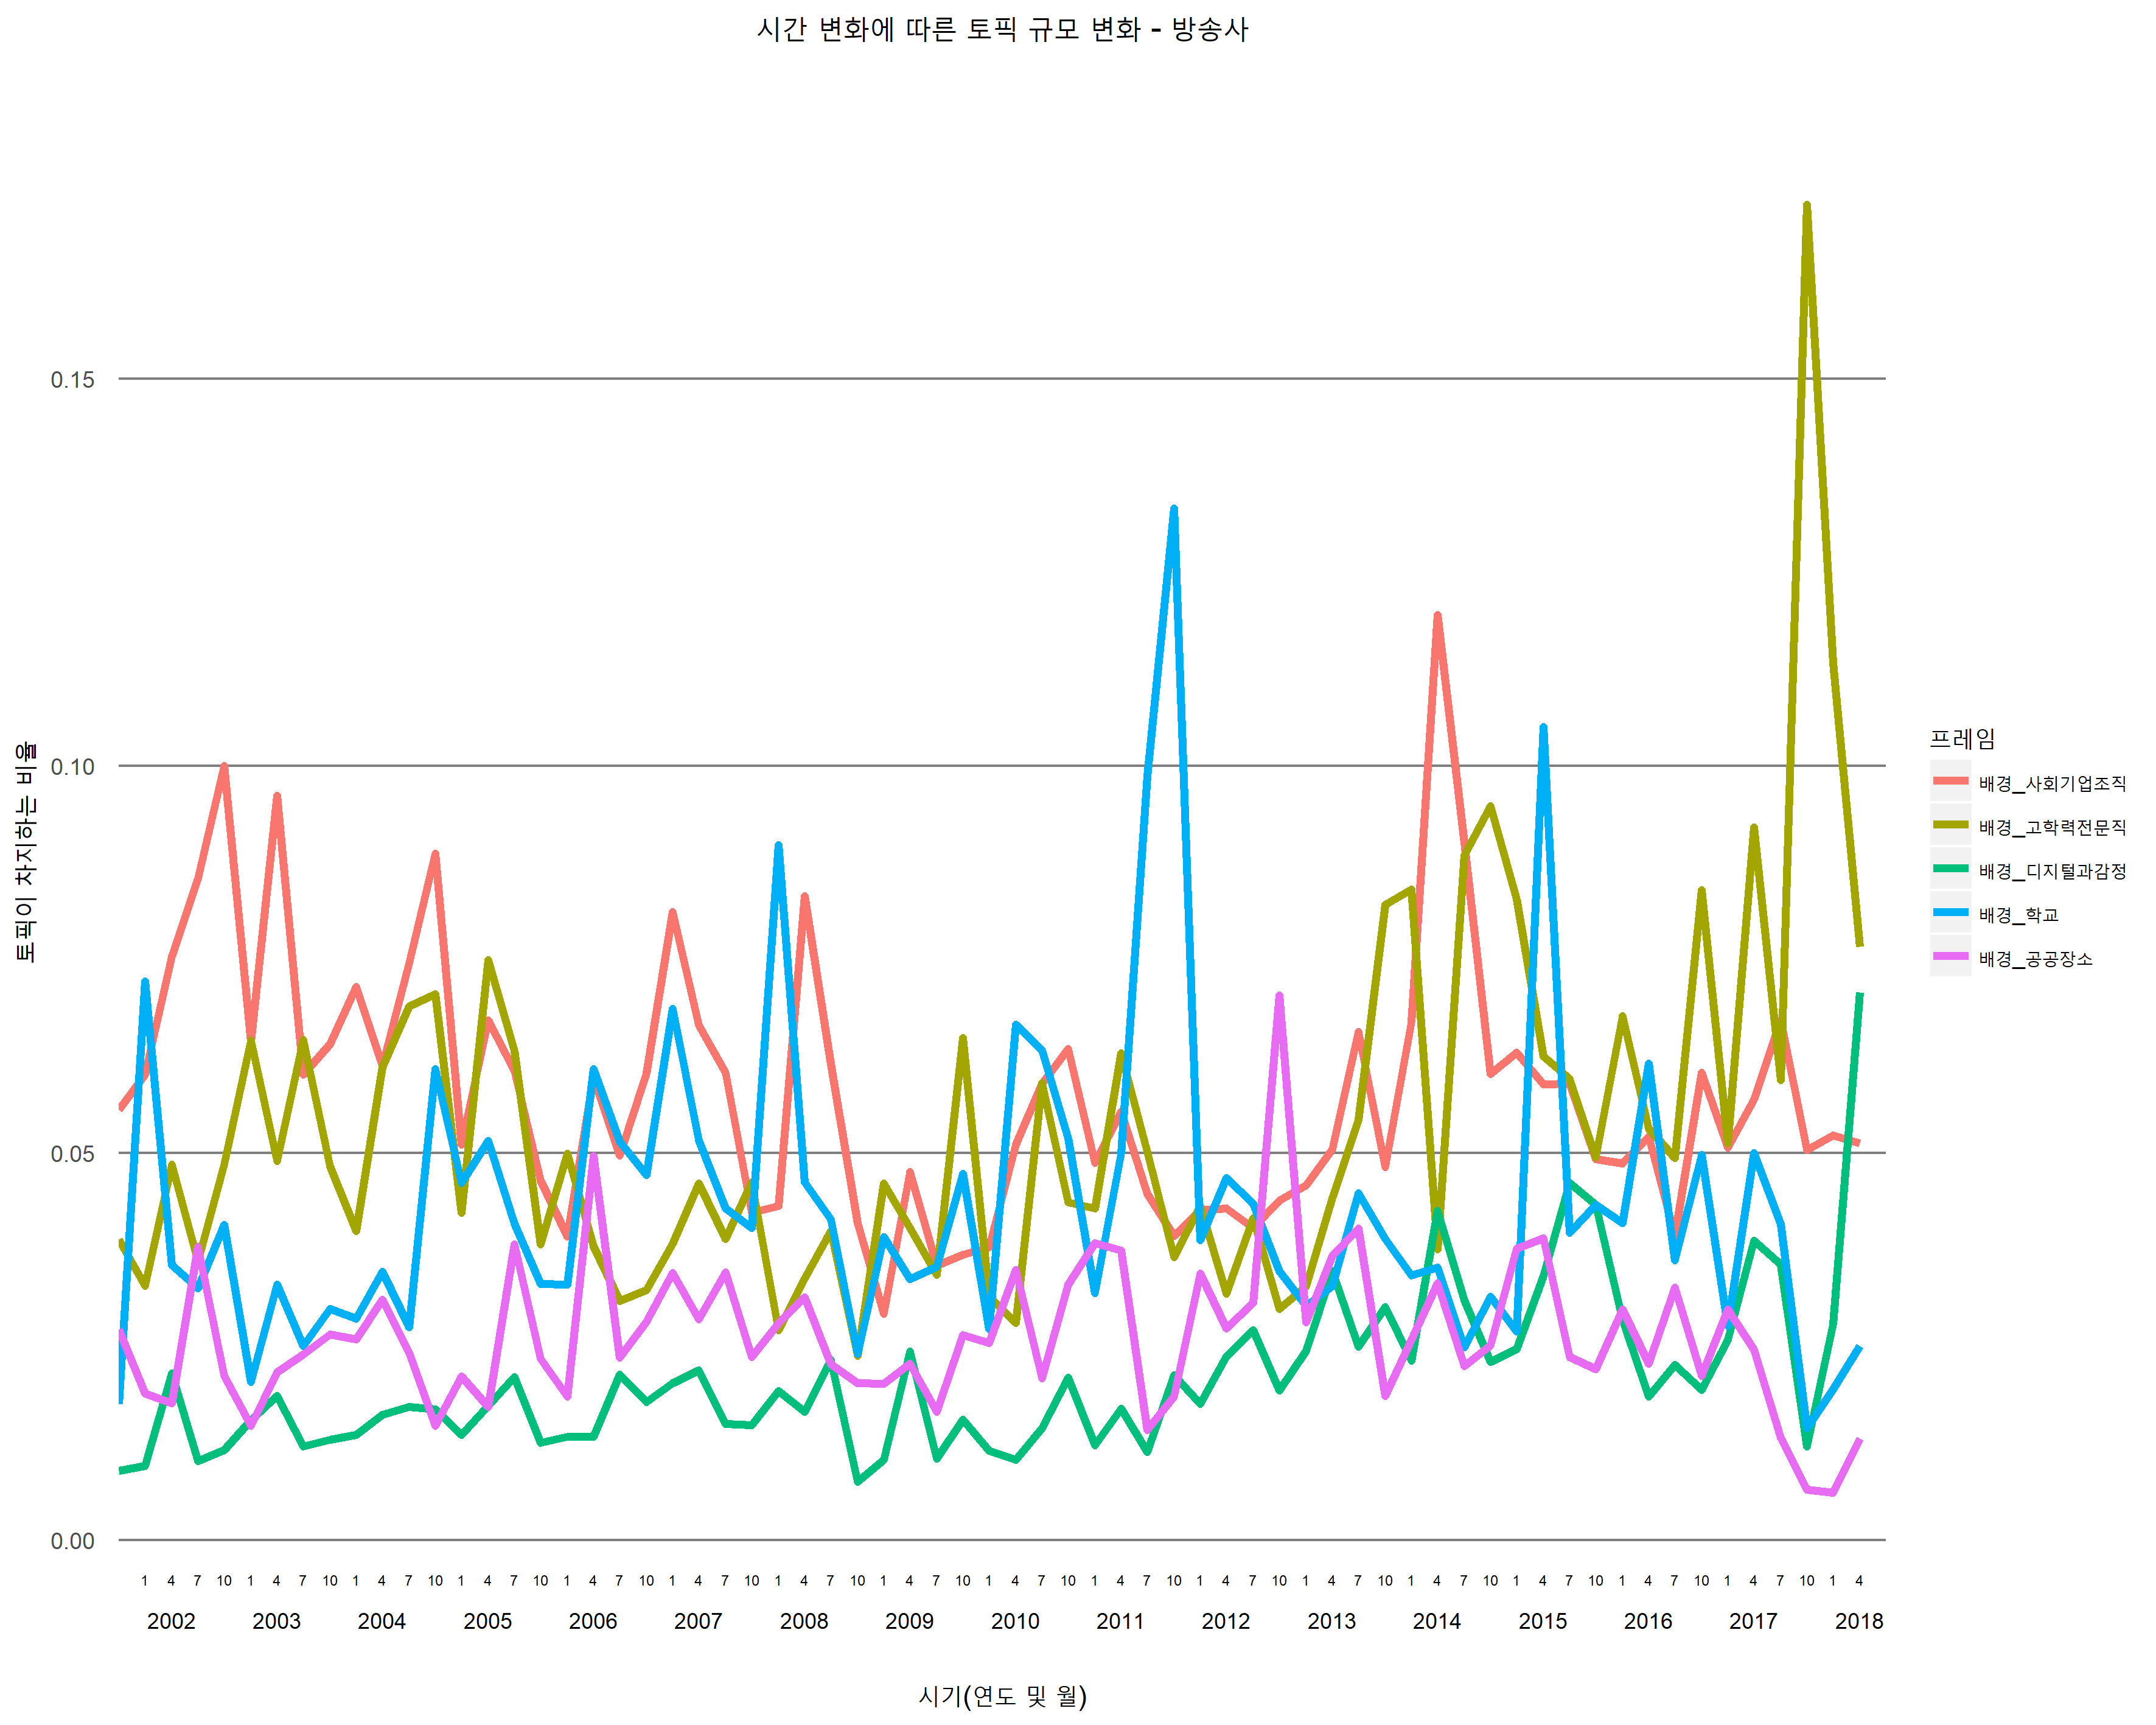 시간 변화에 따른 토픽 규모 변화 - 방송사
토픽이 차지하는 비율
0.15
0.10
0.05
0.00
1 4 7 10 1 4 7 10 1 4 7 10 1 4 7 10 1 4 7 10 1 4 7 10 1 4 7 10 1 4 7 10 1 4 7 10 1 4 7 10 1 4 7 10 1 4 7 10 1 4 7 10 1 4 7 10 1 4 7 10 1 4 7 10 1 4
2002 2003 2004 2005 2006 2007 2008 2009 2010 2011 2012 2013 2014 2015 2016 2017 2018
시기(연도 및 월)
프레임
배경_사회기업조직
배경_고학력전문직
배경_디지털과감정
배경_학교
배경_공공장소